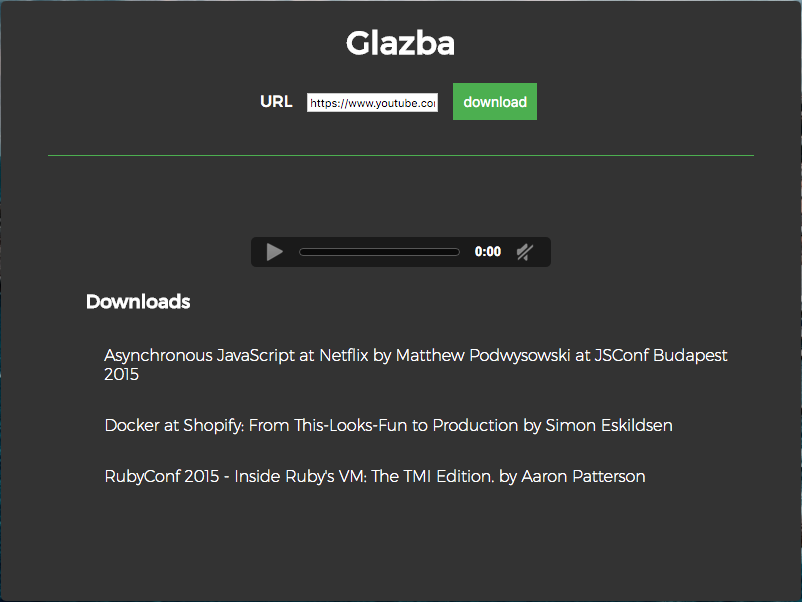 Glazba
URL
https://www.youtube.co
download
0:00
Downloads
Asynchronous JavaScript at Netflix by Matthew Podwysowski at JSConf Budapest
2015
Docker at Shopify: From This-Looks-Fun to Production by Simon Eskildsen
RubyConf 2015 - Inside Ruby's VM: The TMI Edition. by Aaron Patterson